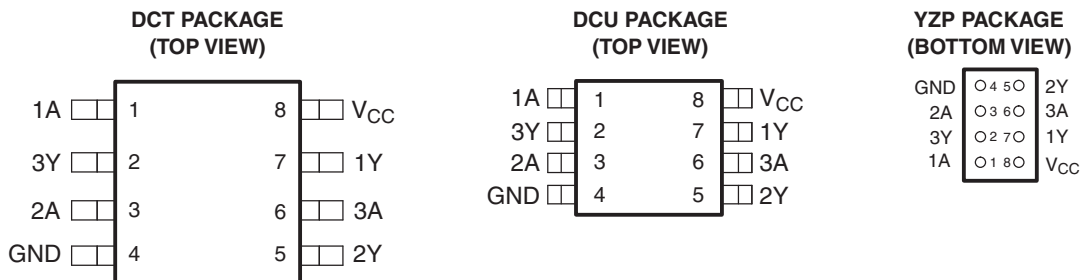 DCT PACKAGE
(TOP VIEW)
1A 1 8 VCC
3Y 2 7 1Y
2A 3 6 3A
GND 4 5 2Y
DCU PACKAGE
(TOP VIEW)
1A 1 8 VCC
3Y 2 7 1Y
2A 3 6 3A
GND 4 5 2Y
YZP PACKAGE
(BOTTOM VIEW)
GND 4 5 2Y
2A 3 6 3A
3Y 2 7 1Y
1A 1 8 VCC